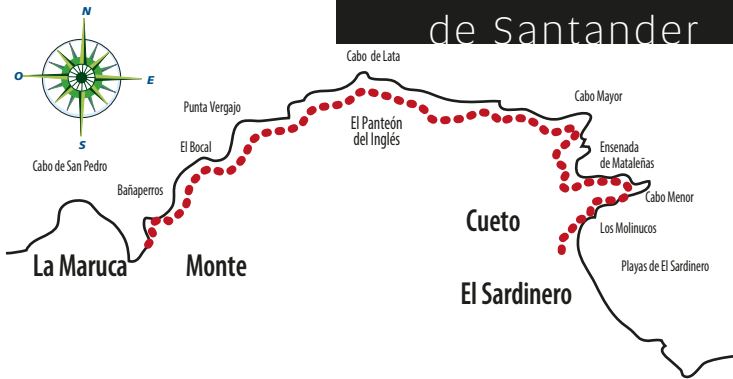 de Santander
N
O
E
S
Cabo de Lata
Cabo Mayor
Punta Vergajo
El Panteón
del Inglés
El Bocal
Ensenada
de Mataleñas
Cabo de San Pedro
Bañaperros
Cabo Menor
Cueto
Los Molinucos
La Maruca
Monte
Playas de El Sardinero
El Sardinero